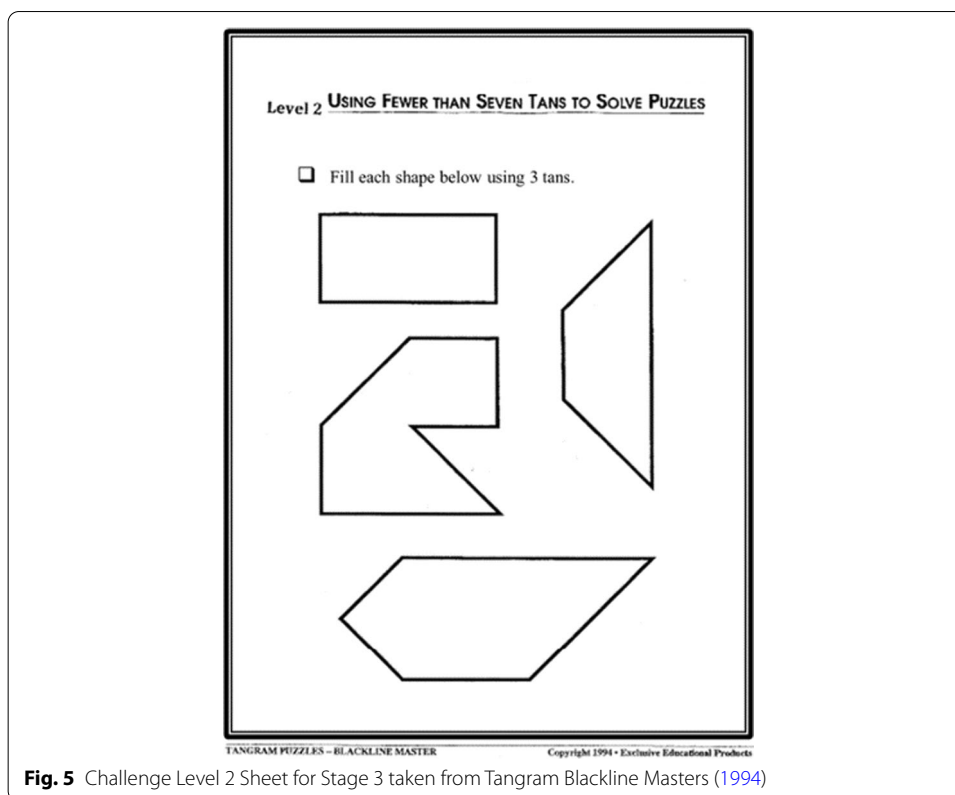 Level 2 USING FEWER THAN SEVEN TANS TO SOLVE PUZZLES
❑ Fill each shape below using 3 tans.
TANGRAM PUZZLES – BLACKLINE MASTER Copyright 1994 • Exclusive Educational Products
Fig. 5 Challenge Level 2 Sheet for Stage 3 taken from Tangram Blackline Masters (1994)